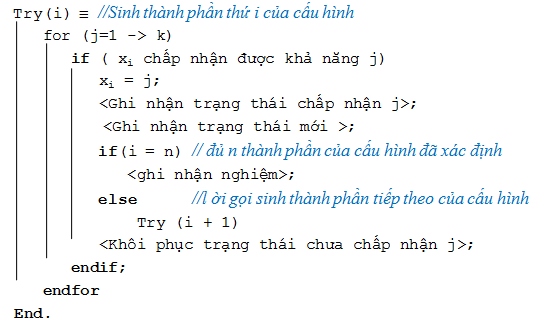 Try(i) ≡ //Sinh thành phần thứ i của cấu hình
for (j=1 -> k)
if ( xi chấp nhận được khả năng j)
xi = j;
<Ghi nhận trạng thái chấp nhận j>;
<Ghi nhận trạng thái mới >;
if(i = n) // đủ n thành phần của cấu hình đã xác định
<ghi nhận nghiệm>;
else //l ời gọi sinh thành phần tiếp theo của cấu hình
Try (i + 1)
<Khôi phục trạng thái chưa chấp nhận j>;
endif;
endfor
End.